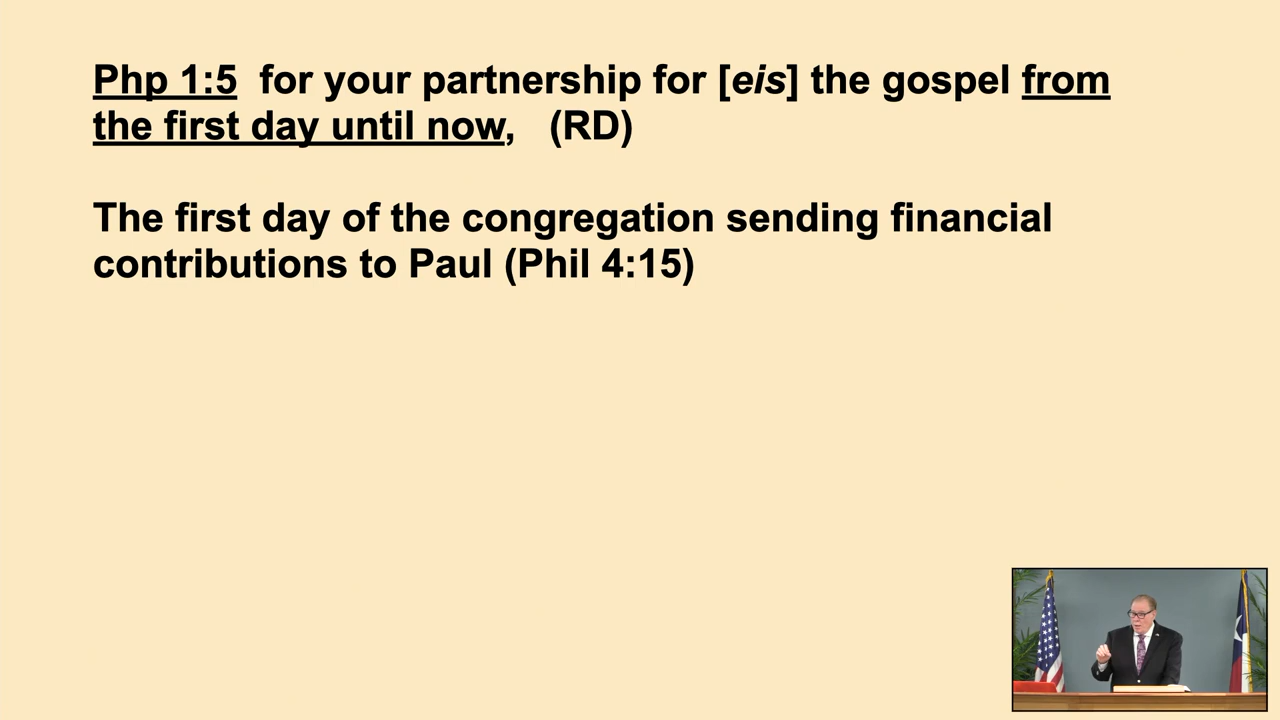 Php 1:5  for your partnership for [eis] the gospel from
the first day until now,   (RD)
The first day of the congregation sending financial
contributions to Paul (Phil 4:15)